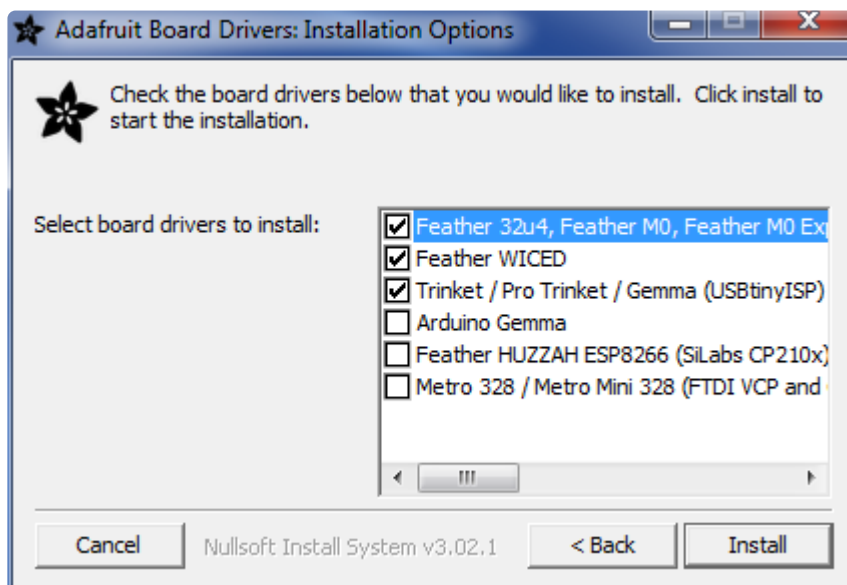 Adafruit Board Drivers: Installation Options
Check the board drivers below that you would like to install. Click install to
start the installation.
Select board drivers to install:
Feather 32u4, Feather M0, Feather M0 Ex
Feather WICED
Trinket / Pro Trinket / Gemma (USBtinyISP)
Arduino Gemma
Feather HUZZAH ESP8266 (SiLabs CP210x)
Metro 328 / Metro Mini 328 (FTDI VCP and
Cancel
Nullsoft Install System v3.02.1
< Back
Install